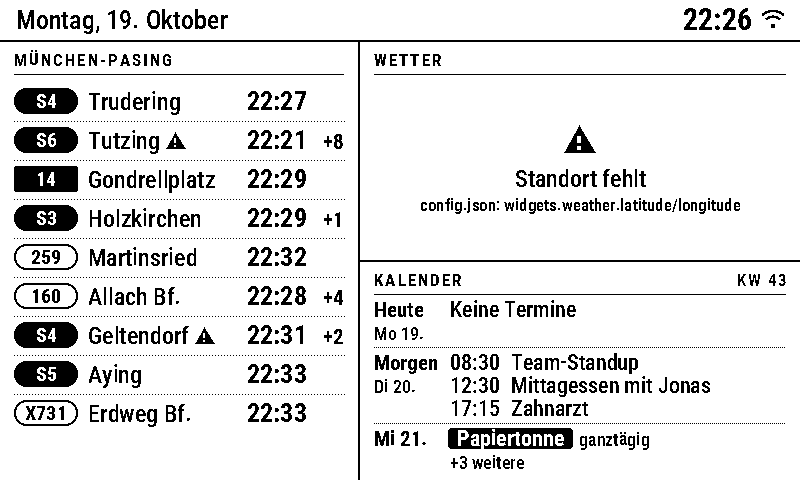 Montag, 19. Oktober 22:26
MÜNCHEN-PASING
S4 Trudering 22:27
S6 Tutzing 22:21 +8
14 Gondrellplatz 22:29
S3 Holzkirchen 22:29 +1
259 Martinsried 22:32
160 Allach Bf. 22:28 +4
S4 Geltendorf 22:31 +2
S5 Aying 22:33
X731 Erdweg Bf. 22:33
WETTER
Standort fehlt
config.json: widgets.weather.latitude/longitude
KALENDER KW 43
Heute Keine Termine
Mo 19.
Morgen 08:30 Team-Standup
Di 20. 12:30 Mittagessen mit Jonas
17:15 Zahnarzt
Mi 21. Papiertonne ganztägig
+3 weitere